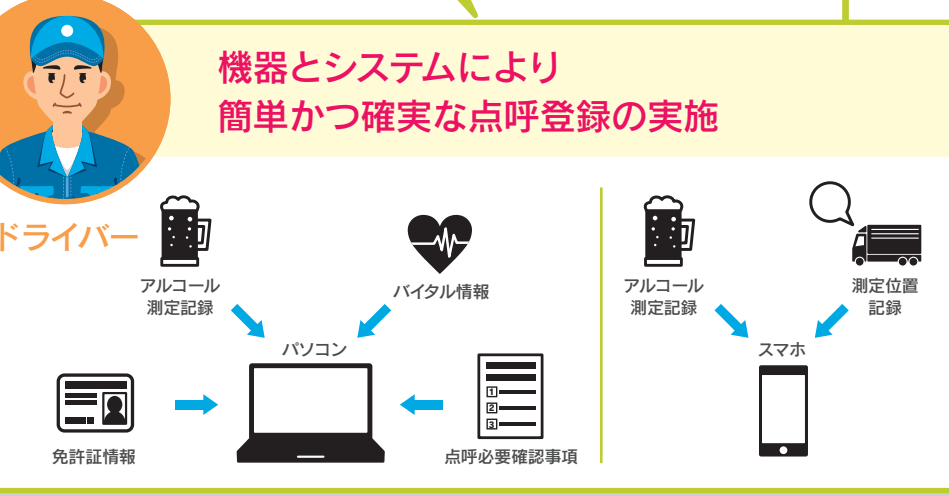 機器とシステムにより
簡単かつ確実な点呼登録の実施
ドライバー
アルコール
測定記録
バイタル情報
パソコン
免許証情報
1
2
3
点呼必要確認事項
アルコール
測定記録
測定位置
記録
スマホ